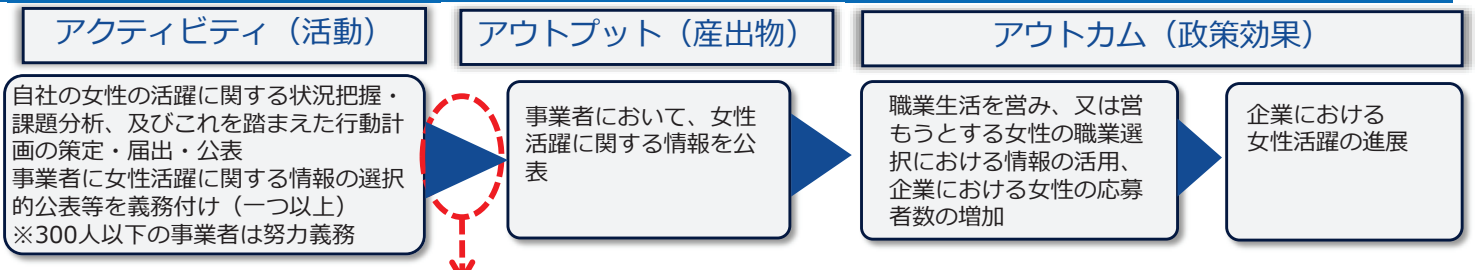 アクティビティ（活動）
アウトプット（産出物）
アウトカム（政策効果）
自社の女性の活躍に関する状況把握・
課題分析、及びこれを踏まえた行動計
画の策定・届出・公表
事業者に女性活躍に関する情報の選択
的公表等を義務付け（一つ以上）
※300人以下の事業者は努力義務
事業者において、女性
活躍に関する情報を公
表
職業生活を営み、又は営
もうとする女性の職業選
択における情報の活用、
企業における女性の応募
者数の増加
企業における
女性活躍の進展